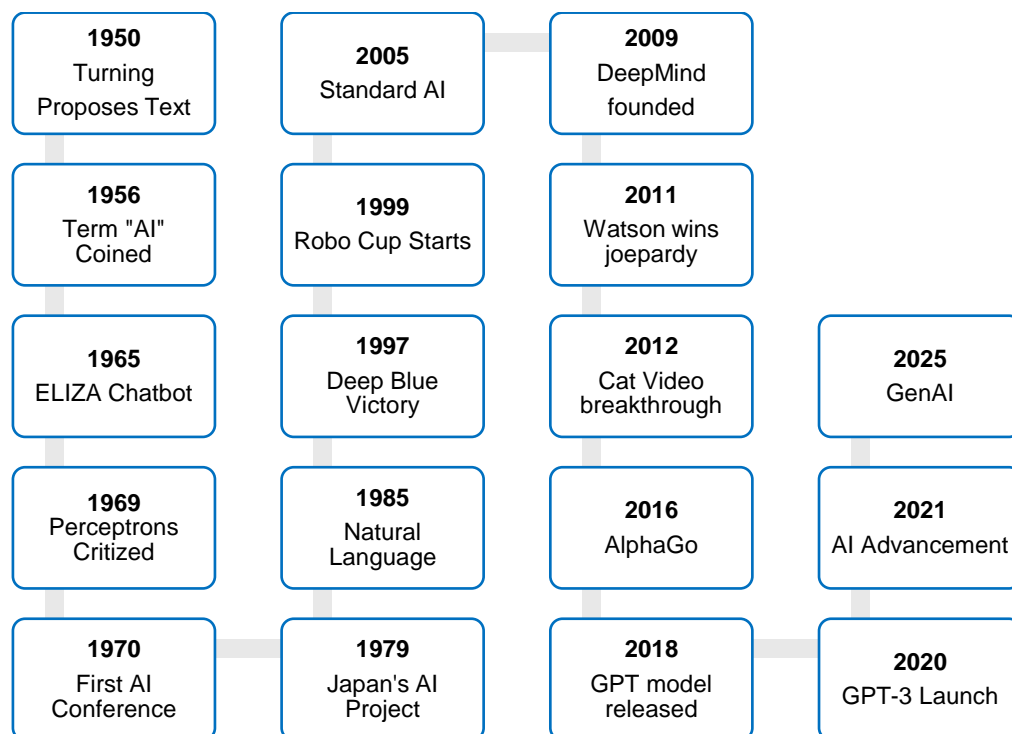 1950
Turning
Proposes Text
1956
Term "AI"
Coined
1965
ELIZA Chatbot
1969
Perceptrons
Critized
1970
First AI
Conference
1979
Japan's AI
Project
1985
Natural
Language
1997
Deep Blue
Victory
1999
Robo Cup Starts
2005
Standard AI
2009
DeepMind
founded
2011
Watson wins
joepardy
2012
Cat Video
breakthrough
2016
AlphaGo
2018
GPT model
released
2020
GPT-3 Launch
2021
AI Advancement
2025
GenAI